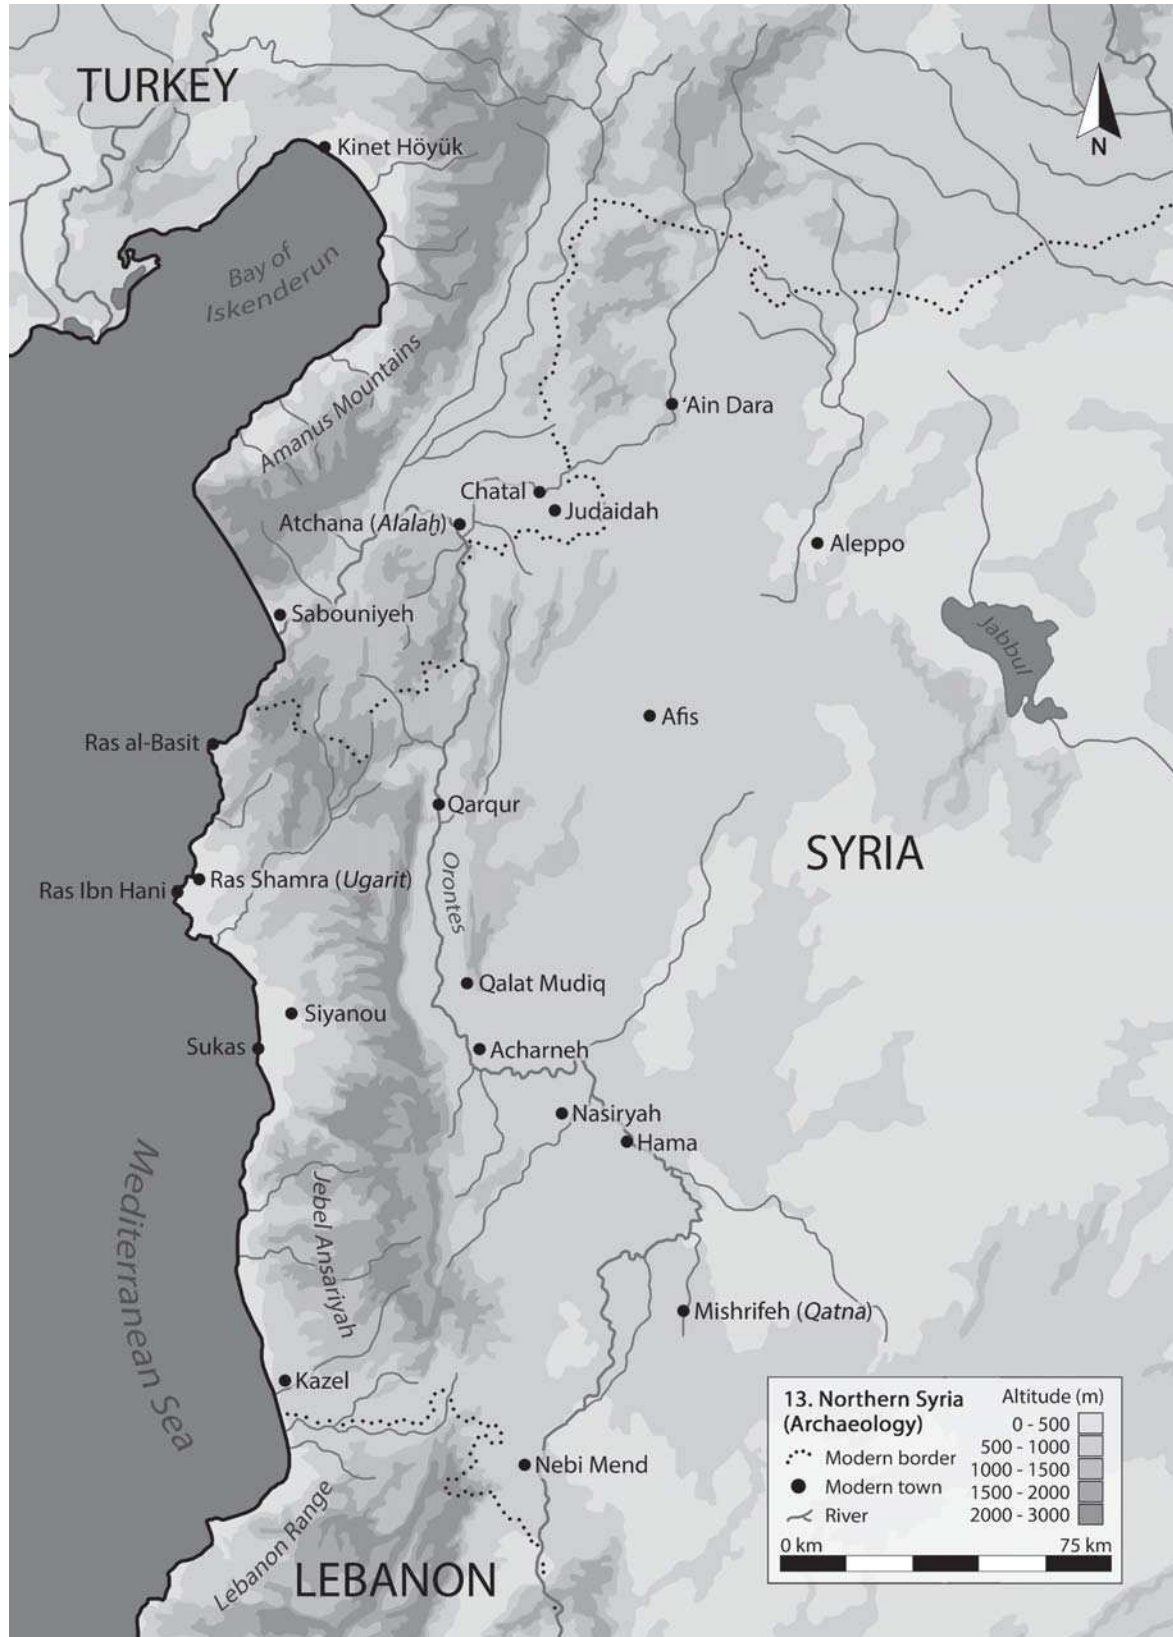 TURKEY
N
Kinet Höyük
Bay of
Iskenderun
Amanus Mountains
‘Ain Dara
Chatal
Judaidah
Atchana (Alalaḫ)
Aleppo
Sabouniyeh
Jabbul
Afis
Ras al-Basit
Qarqur
SYRIA
Orontes
Ras Shamra (Ugarit)
Ras Ibn Hani
Qalat Mudiq
Siyanou
Sukas
Acharneh
Nasiryah
Hama
Mediterranean Sea
Jebel Ansariyah
Mishrifeh (Qatna)
Kazel
Nebi Mend
Lebanon Range
LEBANON
13. Northern Syria
(Archaeology)
Modern border
Modern town
River
Altitude (m)
0 - 500
500 - 1000
1000 - 1500
1500 - 2000
2000 - 3000
0 km
75 km